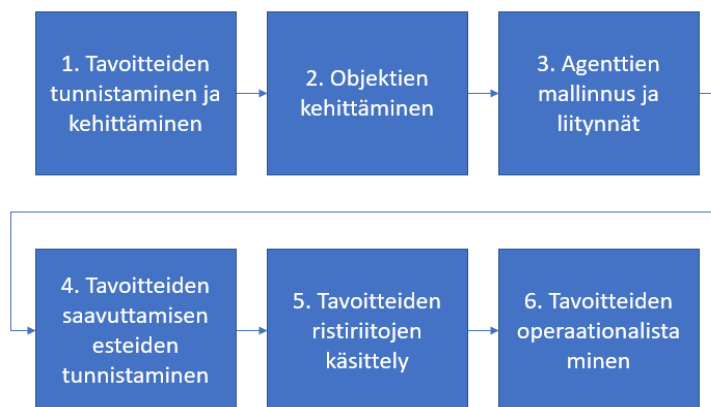 1. Tavoitteiden
tunnistaminen ja
kehittäminen
2. Objektien
kehittäminen
3. Agenttien
mallinnus ja
liitynnät
4. Tavoitteiden
saavuttamisen
esteiden
tunnistaminen
5. Tavoitteiden
ristiriitojen
käsittely
6. Tavoitteiden
operaationalista
minen